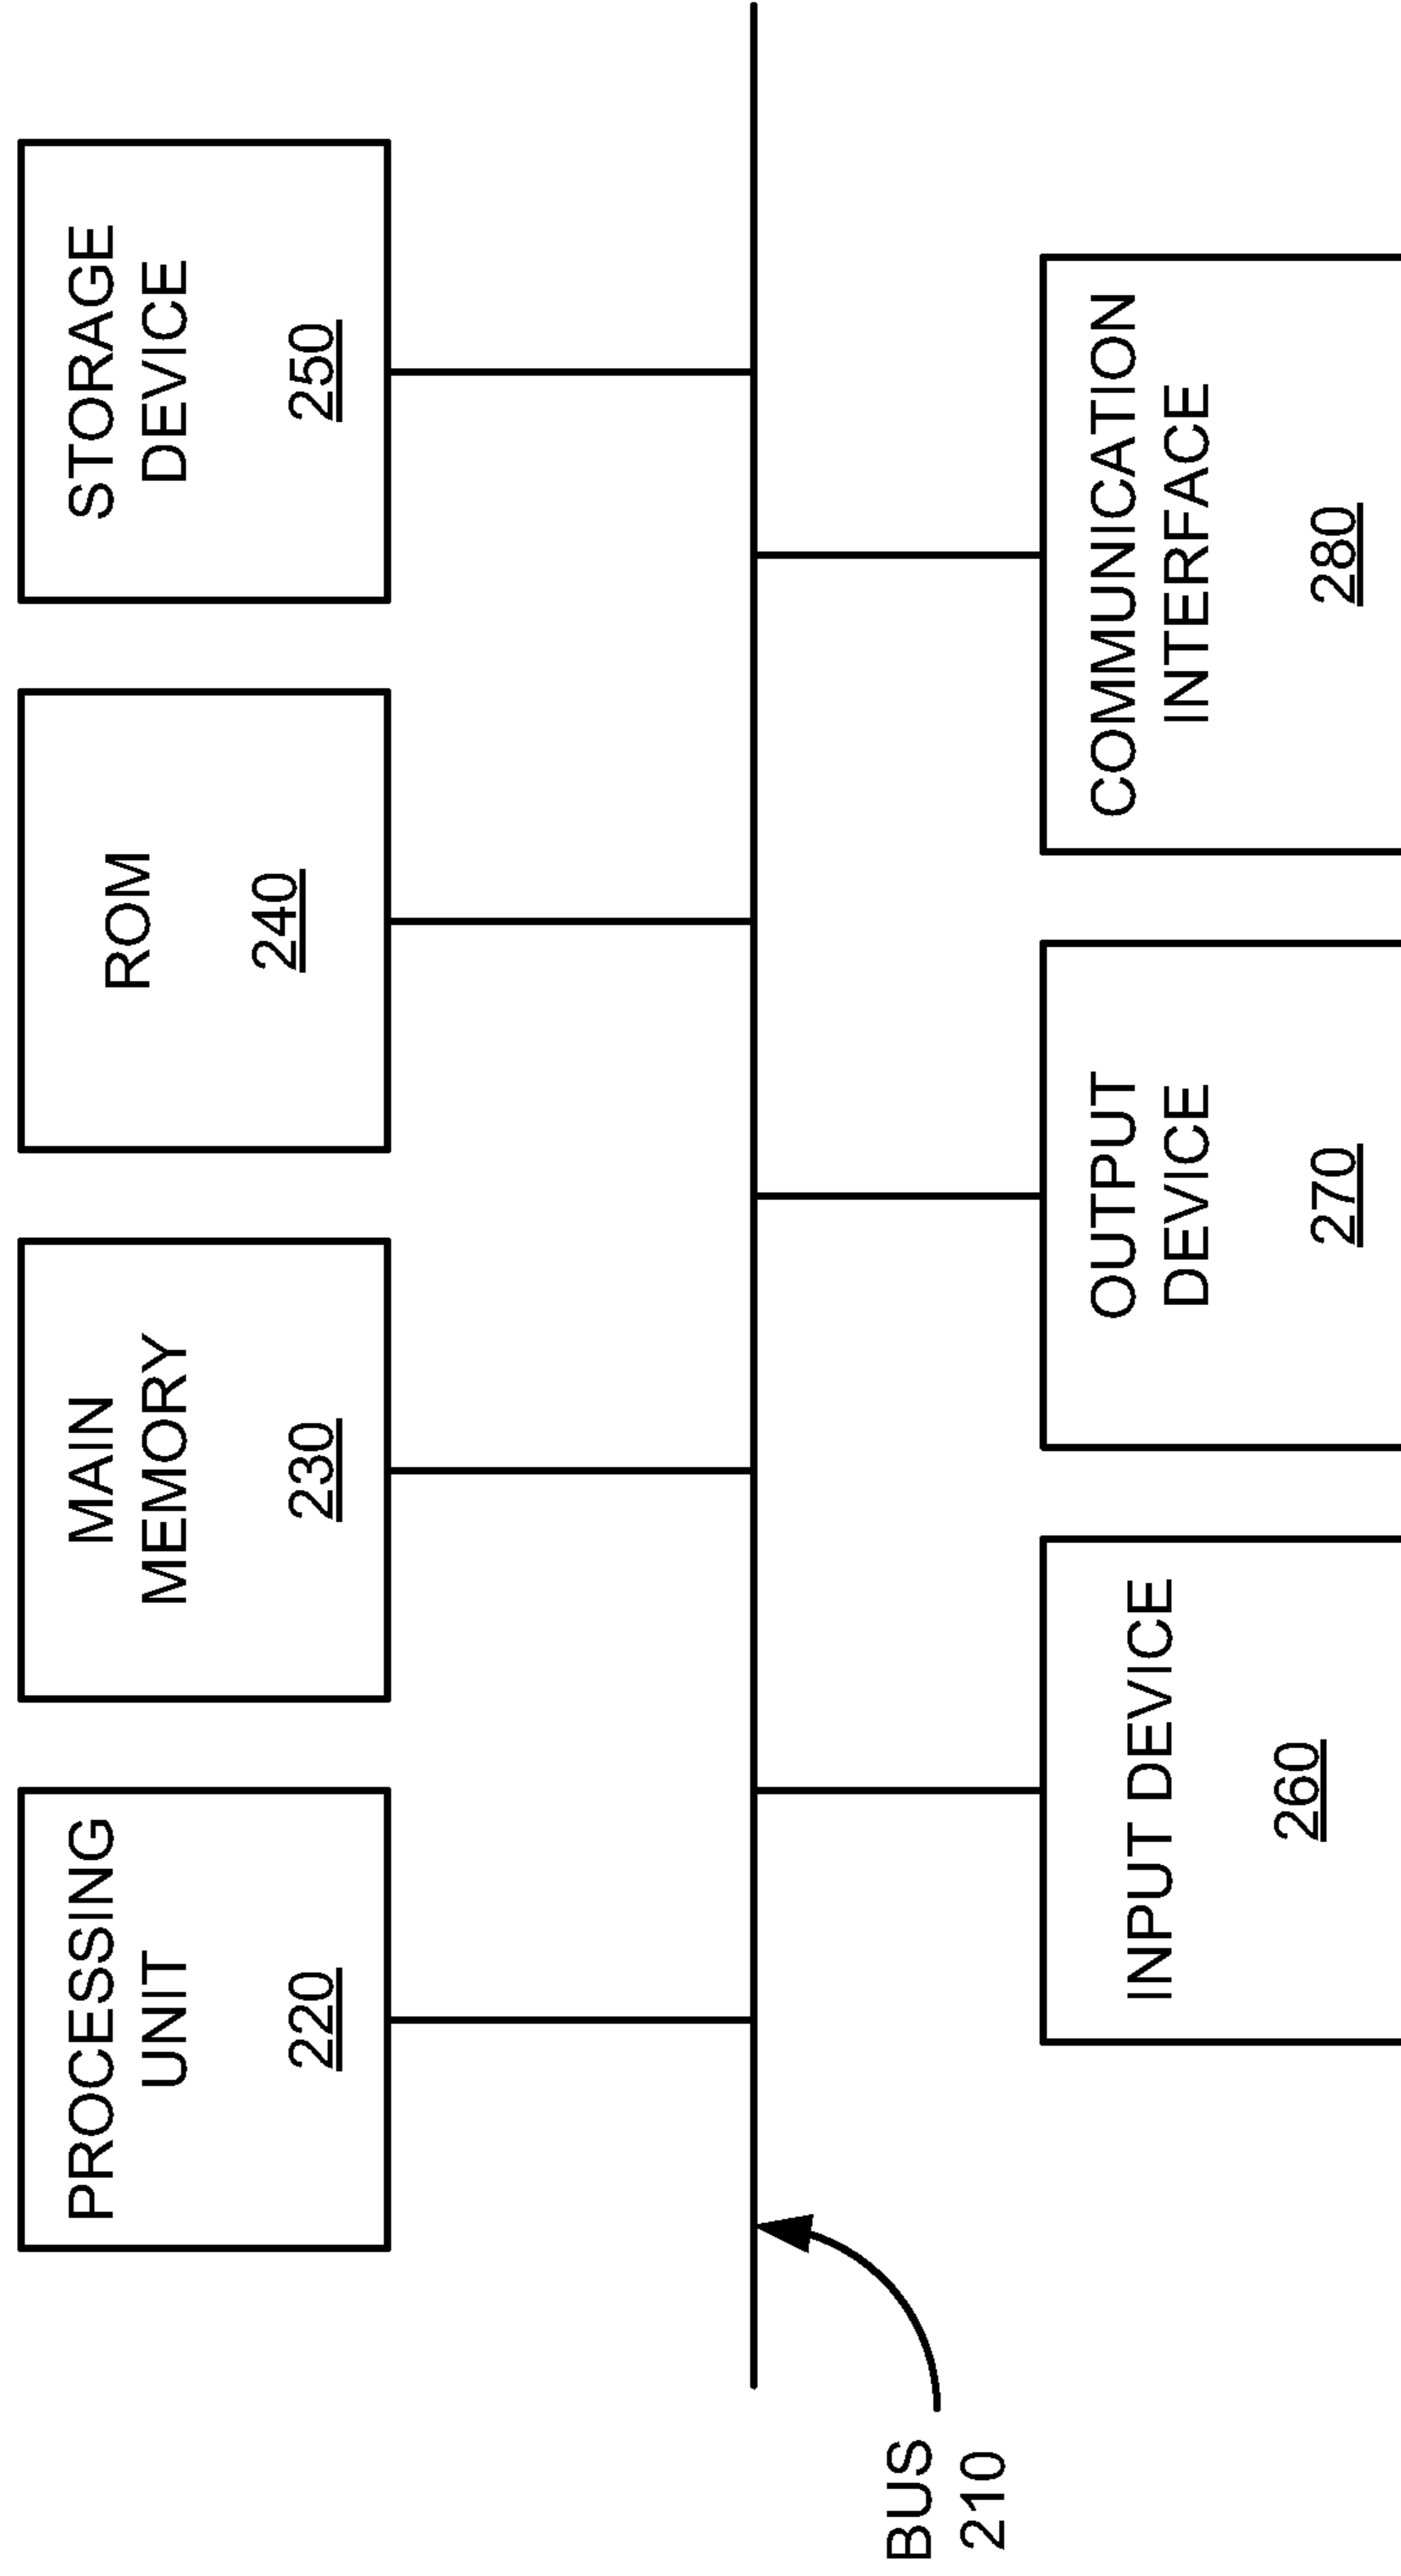 PROCESSING
UNIT
220
MAIN
MEMORY
230
ROM
240
STORAGE
DEVICE
250
BUS
210
INPUT DEVICE
260
OUTPUT
DEVICE
270
COMMUNICATION
INTERFACE
280